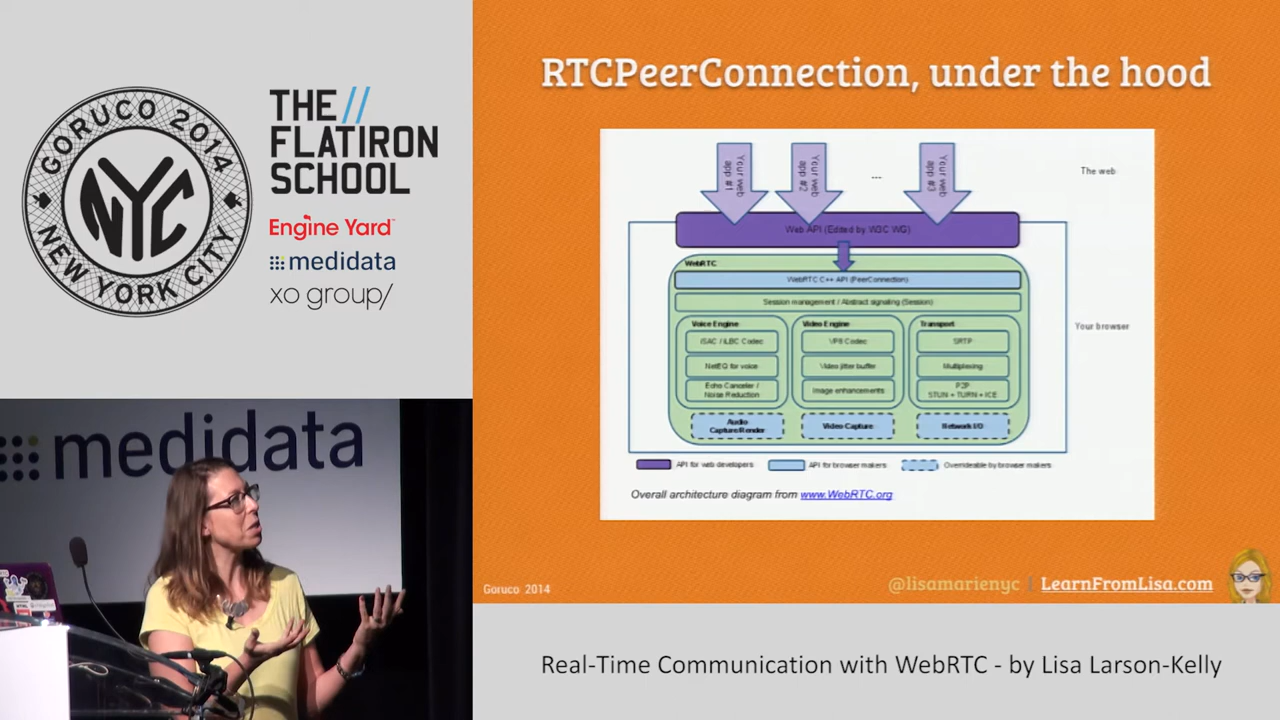 GORUCO 2014
NYC
NEW YORK CITY
THE //
FLATIRON
SCHOOL
Engine Yard™
medidata
xo group/
medidata
RTCPeerConnection, under the hood
Your web
app #1
Your web
app #2
...
Your web
app #3
The web
Web API (Edited by W3C WG)
WebRTC
WebRTC C++ API (PeerConnection)
Session management / Abstract signaling (Session)
Your browser
Voice Engine
iSAC / iLBC Codec
NetEQ for voice
Echo Canceler /
Noise Reduction
Audio
Capture/Render
Video Engine
VP8 Codec
Video jitter buffer
Image enhancements
Video Capture
Transport
SRTP
Multiplexing
P2P
STUN + TURN + ICE
Network I/O
API for web developers
API for browser makers
Overrideable by browser makers
Overall architecture diagram from www.WebRTC.org
Goruco 2014
@lisamarienyc | LearnFromLisa.com
Real-Time Communication with WebRTC - by Lisa Larson-Kelly